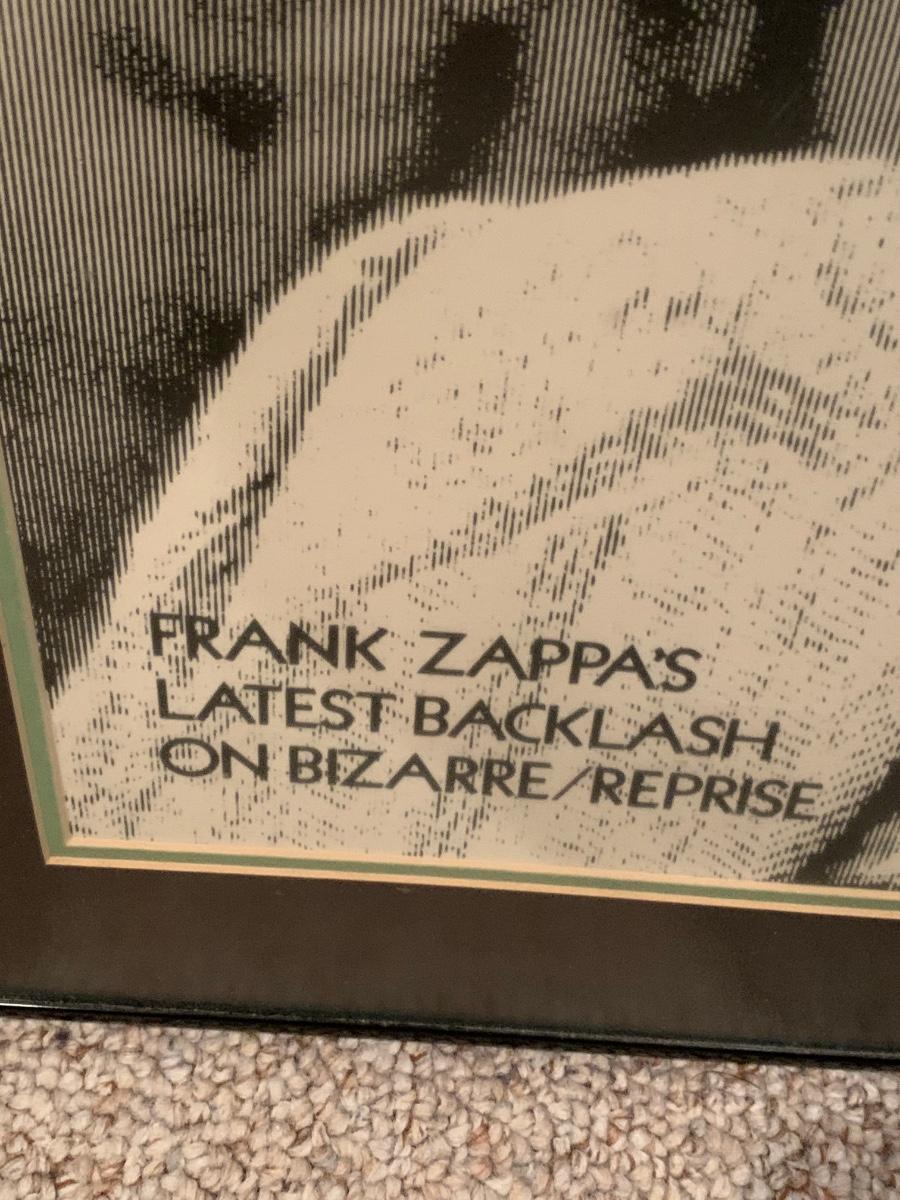 FRANK ZAPPA'S
LATEST BACKLASH
ON BIZARRE/REPRISE